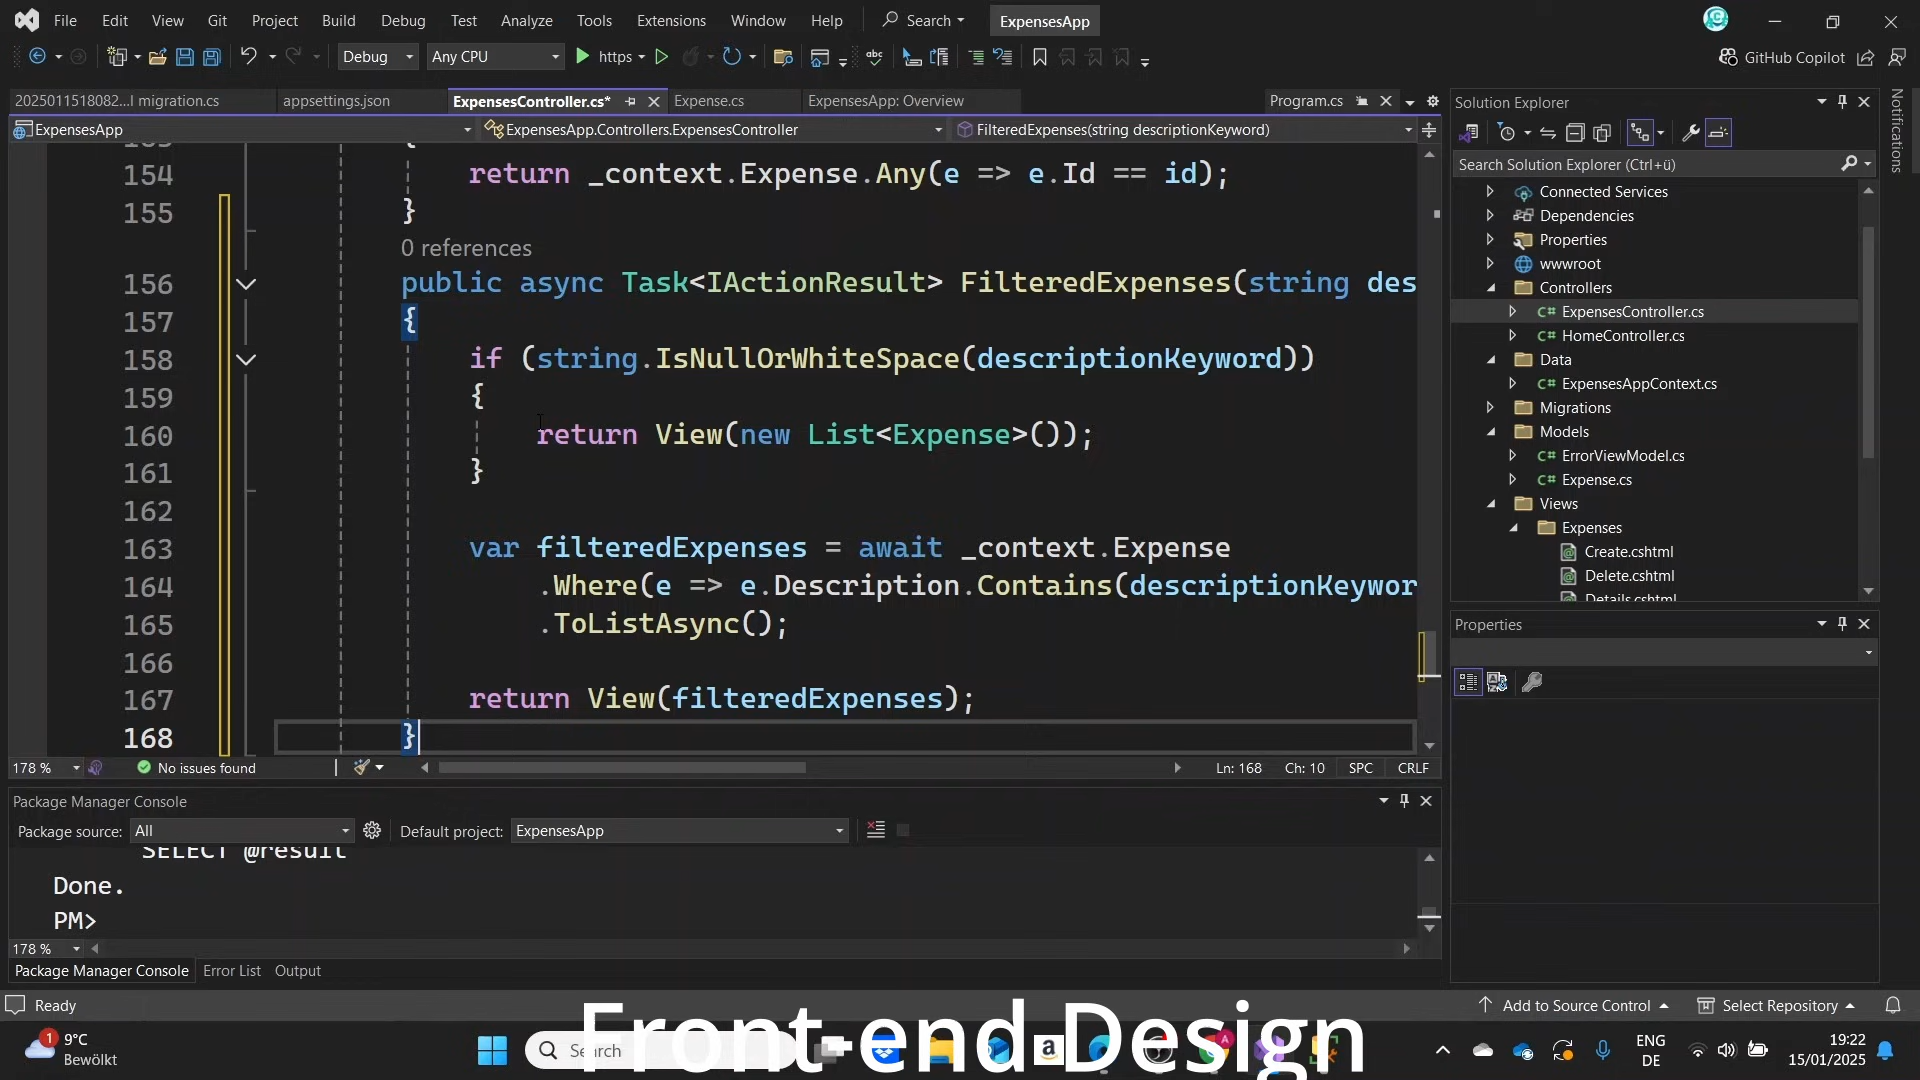 File Edit View Git Project Build Debug Test Analyze Tools Extensions Window Help Search ExpensesApp
Debug Any CPU https GitHub Copilot
2025011518082...l migration.cs appsettings.json ExpensesController.cs* Expense.cs ExpensesApp: Overview Program.cs
ExpensesApp ExpensesApp.Controllers.ExpensesController FilteredExpenses(string descriptionKeyword)
154 return _context.Expense.Any(e => e.Id == id);
155 }
0 references
156 public async Task<IActionResult> FilteredExpenses(string des
157 {
158 if (string.IsNullOrWhiteSpace(descriptionKeyword))
159 {
160 return View(new List<Expense>());
161 }
162
163 var filteredExpenses = await _context.Expense
164 .Where(e => e.Description.Contains(descriptionKeywor
165 .ToListAsync();
166
167 return View(filteredExpenses);
168 }
178 % No issues found Ln: 168 Ch: 10 SPC CRLF
Package Manager Console
Package source: All Default project: ExpensesApp
SELECT @result
Done.
PM>
178 %
Package Manager Console Error List Output
Solution Explorer
Search Solution Explorer (Ctrl+ü)
Connected Services
Dependencies
Properties
wwwroot
Controllers
C# ExpensesController.cs
C# HomeController.cs
Data
C# ExpensesAppContext.cs
Migrations
Models
C# ErrorViewModel.cs
C# Expense.cs
Views
Expenses
Create.cshtml
Delete.cshtml
Details.cshtml
Properties
Notifications
Ready Add to Source Control Select Repository
Front-end Design
1 9°C
Bewölkt
Search
ENG
DE
19:22
15/01/2025